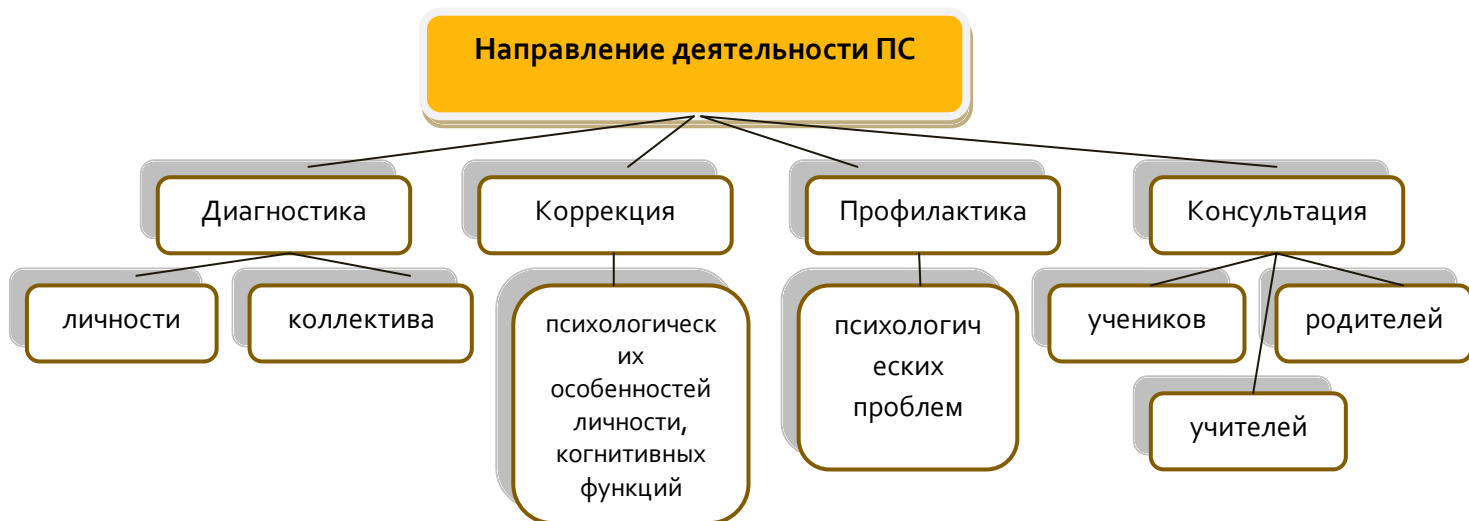 Направление деятельности ПС
Диагностика
Коррекция
Профилактика
Консультация
личности
коллектива
психологическ
их
особенностей
личности,
когнитивных
функций
психологич
еских
проблем
учеников
родителей
учителей